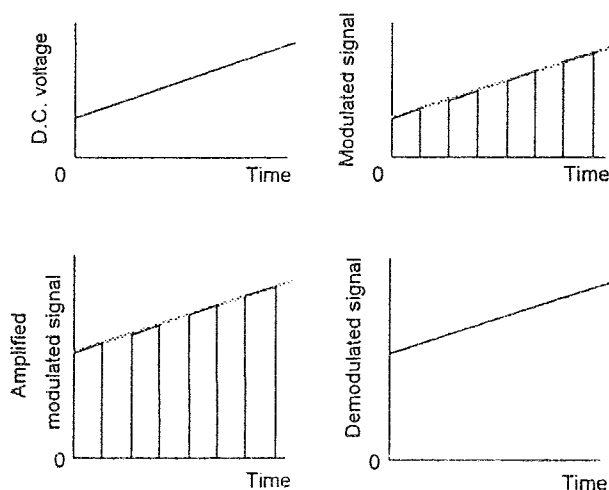 D.C. voltage
0
Time
Modulated signal
0
Time
Amplified
modulated signal
0
Time
Demodulated signal
0
Time